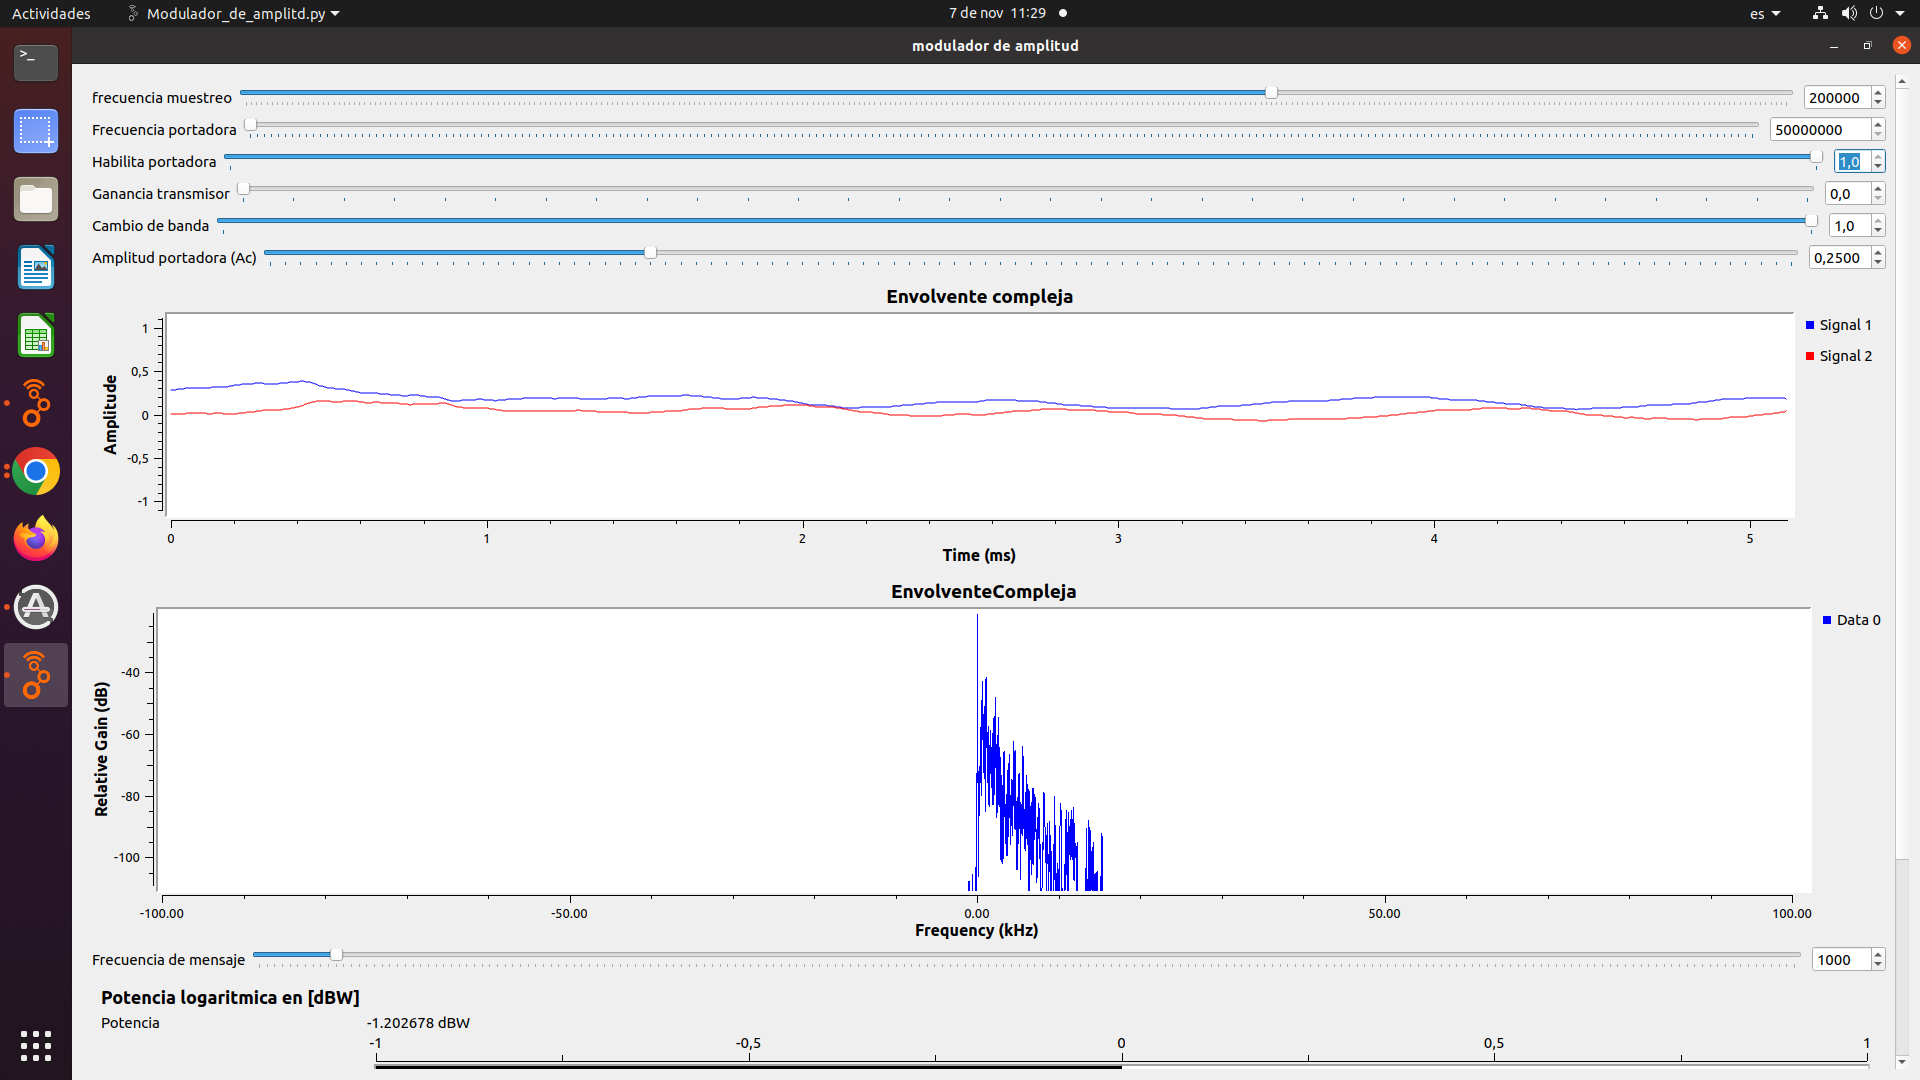 Actividades
Modulador_de_amplitd.py
7 de nov 11:29
es
modulador de amplitud
frecuencia muestreo 200000
Frecuencia portadora 50000000
Habilita portadora 1,0
Ganancia transmisor 0,0
Cambio de banda 1,0
Amplitud portadora (Ac) 0,2500
Envolvente compleja
Amplitude
1
0,5
0
-0,5
-1
0 1 2 3 4 5
Time (ms)
Signal 1
Signal 2
EnvolventeCompleja
Relative Gain (dB)
-40
-60
-80
-100
-100.00 -50.00 0.00 50.00 100.00
Frequency (kHz)
Data 0
Frecuencia de mensaje 1000
Potencia logaritmica en [dBW]
Potencia -1.202678 dBW
-1 -0,5 0 0,5 1